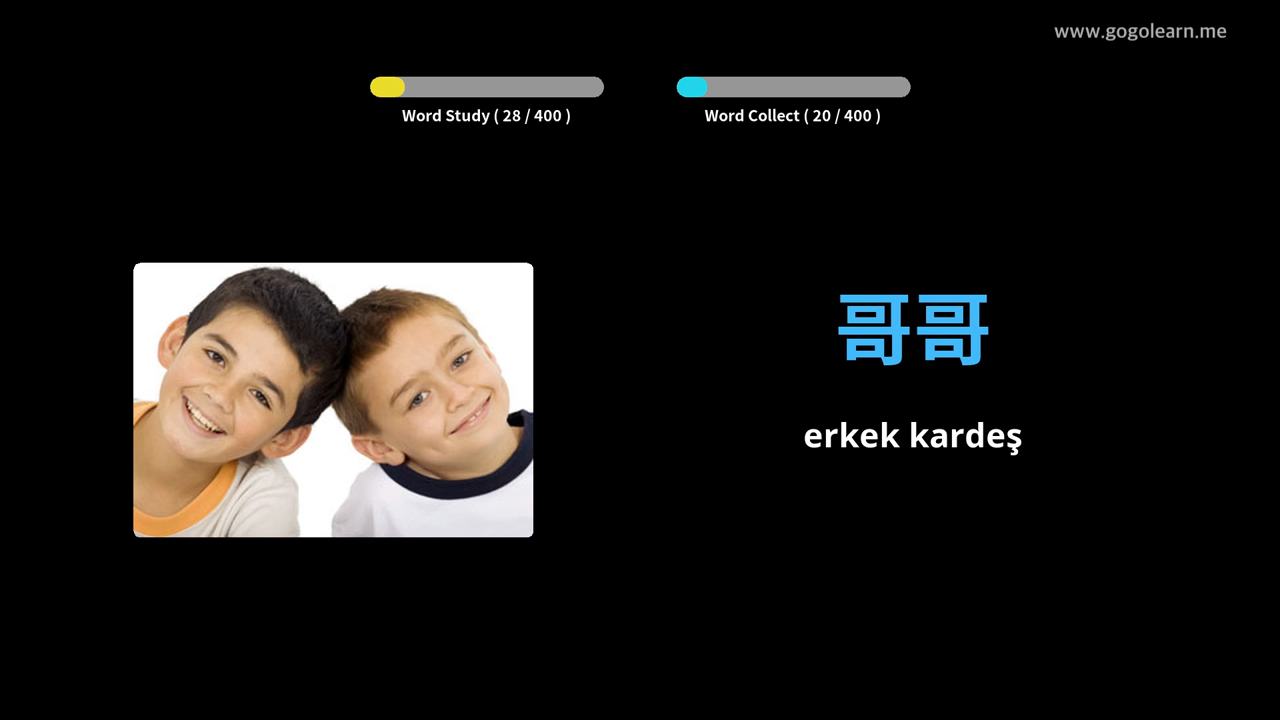 www.gogolearn.me
Word Study ( 28 / 400 )
Word Collect ( 20 / 400 )
哥哥
erkek kardeş